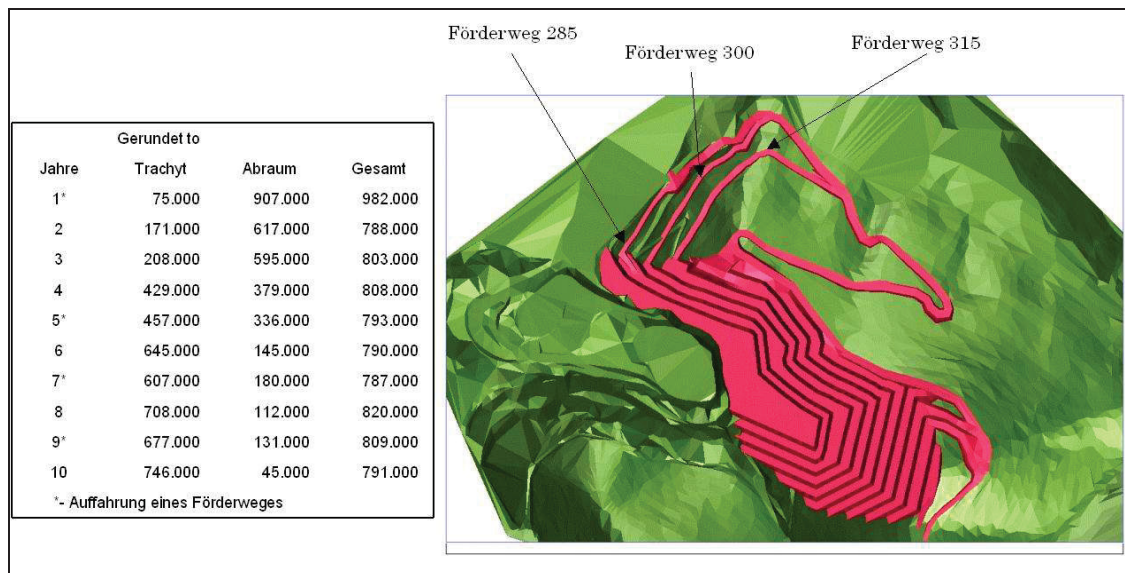 Förderweg 285
Förderweg 300
Förderweg 315
Gerundet to
Jahre Trachyt Abraum Gesamt
1* 75.000 907.000 982.000
2 171.000 617.000 788.000
3 208.000 595.000 803.000
4 429.000 379.000 808.000
5* 457.000 336.000 793.000
6 645.000 145.000 790.000
7* 607.000 180.000 787.000
8 708.000 112.000 820.000
9* 677.000 131.000 809.000
10 746.000 45.000 791.000
*- Auffahrung eines Förderweges